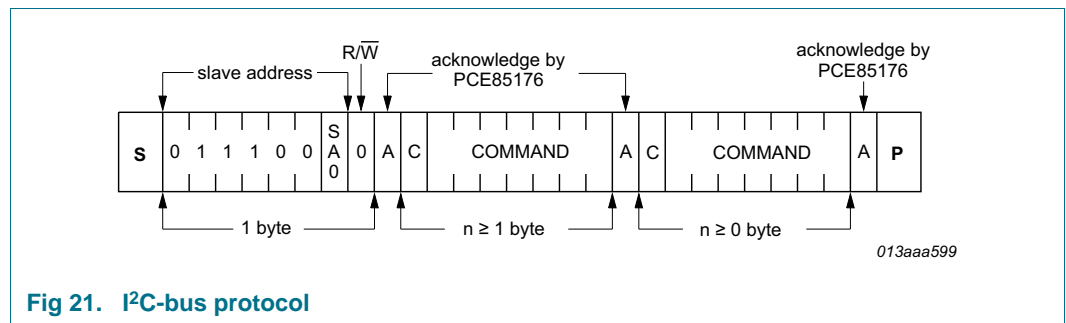 R/W
acknowledge by
PCE85176
acknowledge by
PCE85176
slave address
S 0 1 1 1 0 0 SA0 0 A C COMMAND A C COMMAND A P
1 byte
n ≥ 1 byte
n ≥ 0 byte
013aaa599
Fig 21. I²C-bus protocol